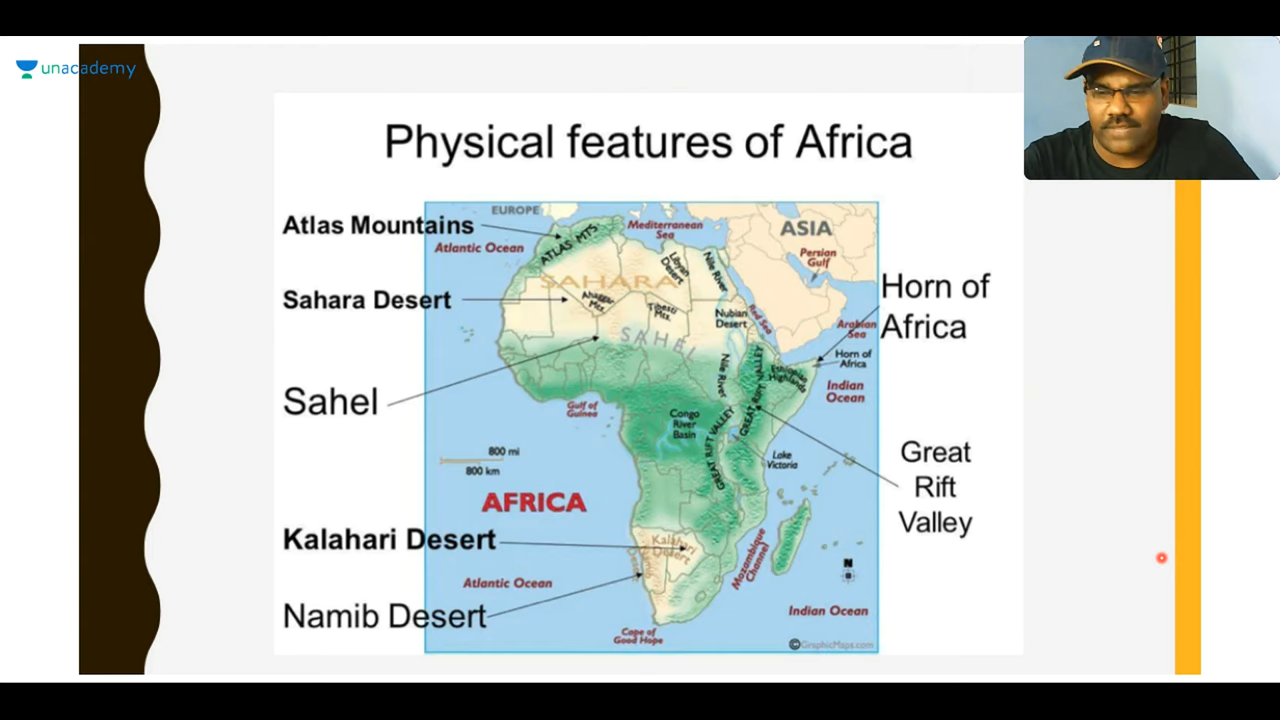 unacademy
Physical features of Africa
Atlas Mountains
Sahara Desert
Sahel
Kalahari Desert
Namib Desert
Horn of
Africa
Great
Rift
Valley
EUROPE
ASIA
Mediterranean
Sea
Atlantic Ocean
ATLAS MTS.
Persian
Gulf
SAHARA
Libyan
Desert
Nile River
Ahaggar
Mts.
Tibesti
Mts.
Nubian
Desert
Red Sea
Arabian
Sea
SAHEL
Horn of
Africa
Nile River
Ethiopian
Highlands
GREAT RIFT VALLEY
Indian
Ocean
Gulf of
Guinea
Congo
River
Basin
GREAT RIFT VALLEY
Lake
Victoria
800 mi
800 km
AFRICA
Kalahari
Desert
Mozambique
Channel
N
Atlantic Ocean
Indian Ocean
Cape of
Good Hope
©GraphicMaps.com